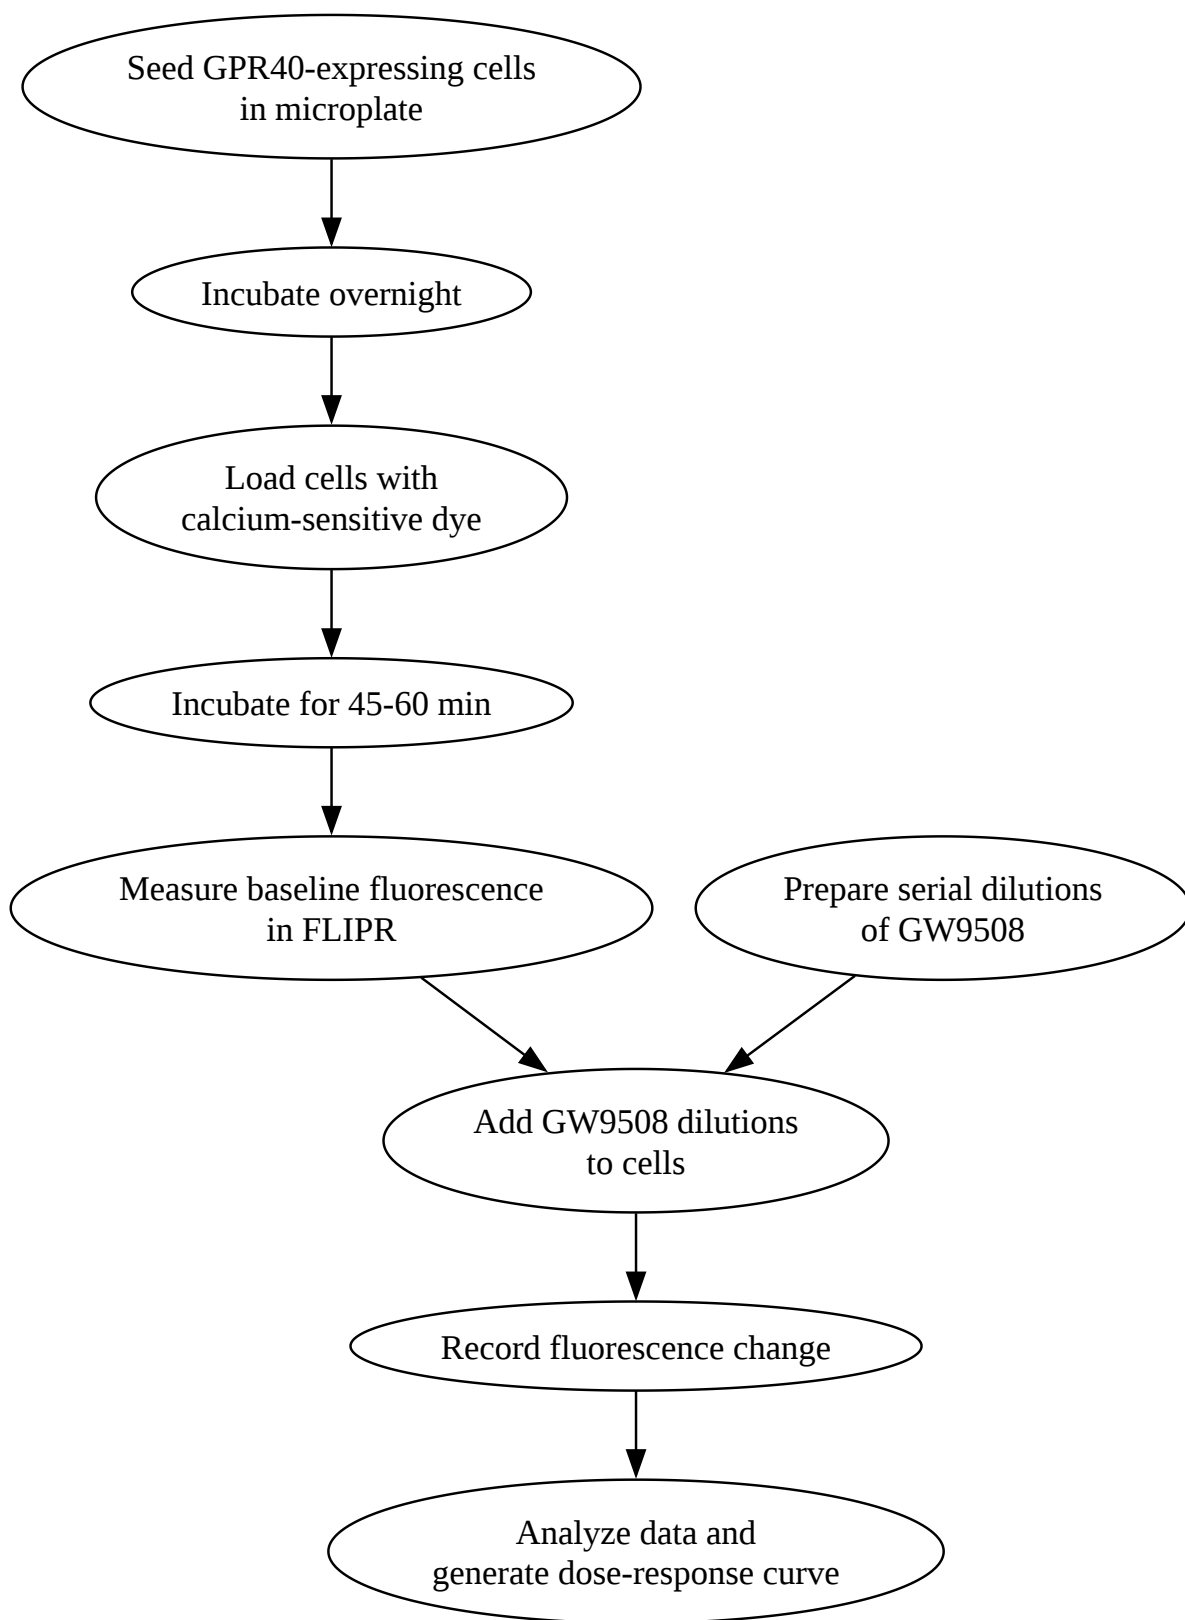 Seed GPR40-expressing cells
in microplate
Incubate overnight
Load cells with
calcium-sensitive dye
Incubate for 45-60 min
Measure baseline fluorescence
in FLIPR
Prepare serial dilutions
of GW9508
Add GW9508 dilutions
to cells
Record fluorescence change
Analyze data and
generate dose-response curve